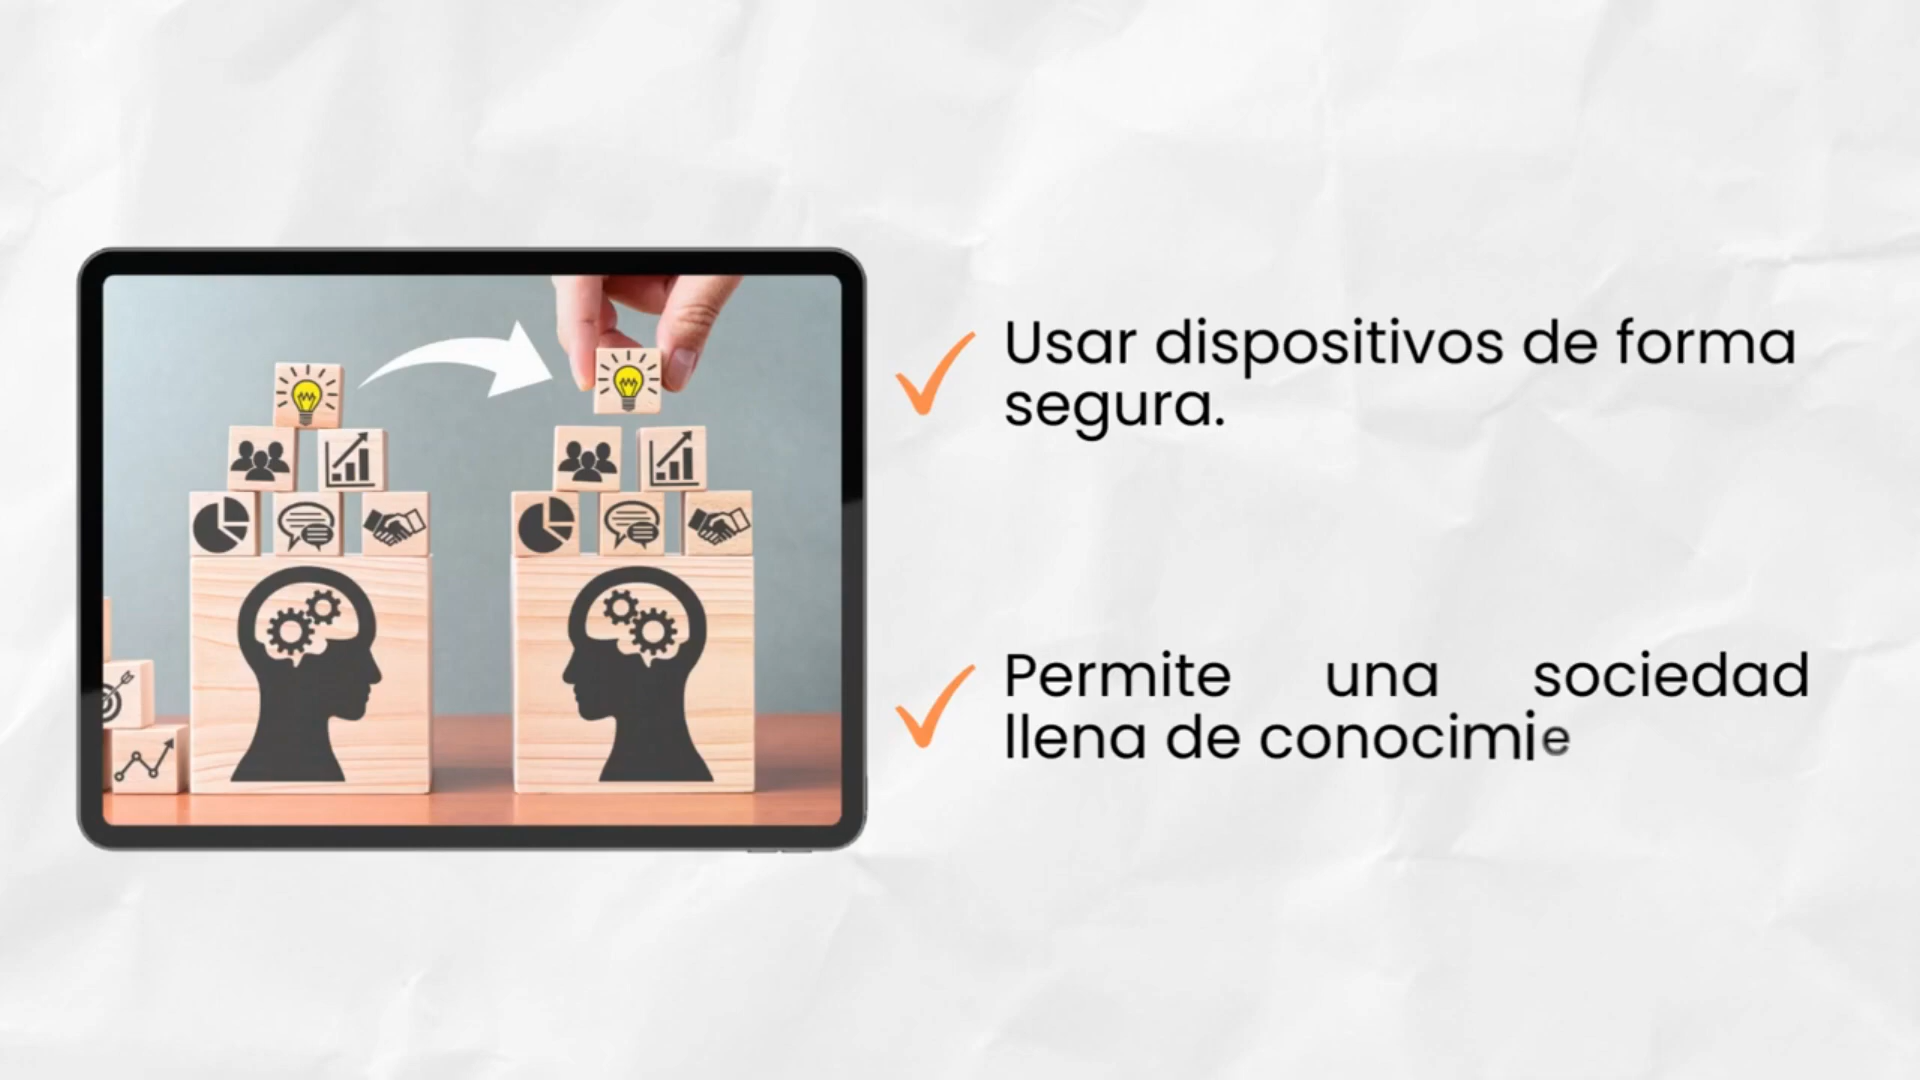 Usar dispositivos de forma
segura.
Permite una sociedad
llena de conocimie